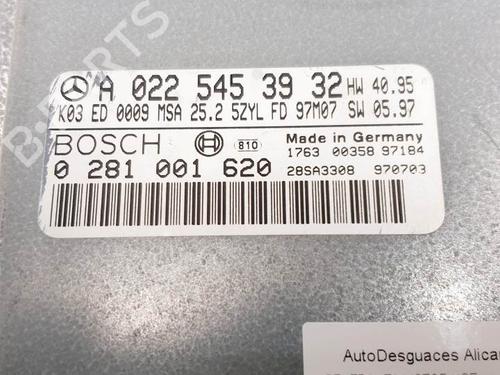 A 022 545 39 32 HW 40.95
K03 ED 0009 MSA 25.2 5ZYL FD 97M07 SW 05.97
BOSCH 810 Made in Germany
1763 00358 97184
0 281 001 620 28SA3308 970703
AutoDesguaces Alica
PARTS